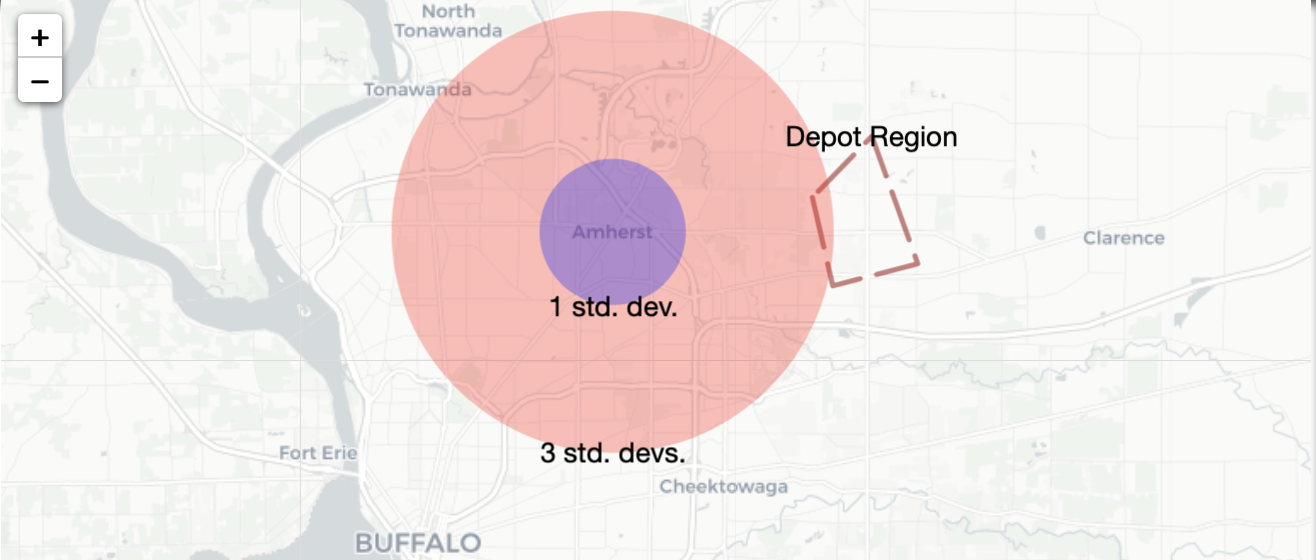 +
−
North
Tonawanda
Tonawanda
Depot Region
Amherst
Clarence
1 std. dev.
3 std. devs.
Fort Erie
Cheektowaga
BUFFALO